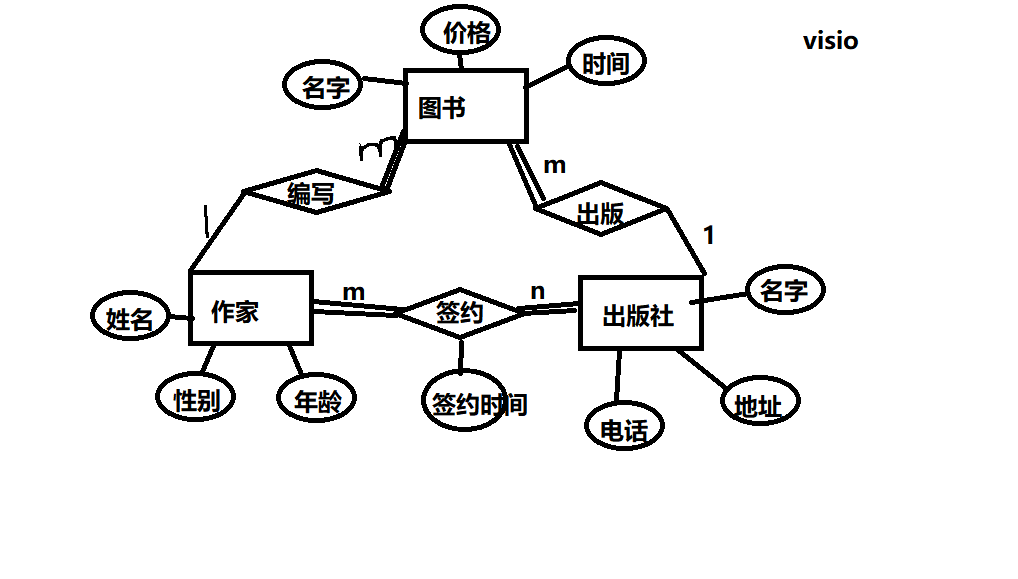 价格
visio
名字
时间
图书
m
m
编写
出版
1
1
作家
m
签约
n
出版社
名字
姓名
性别
年龄
签约时间
电话
地址